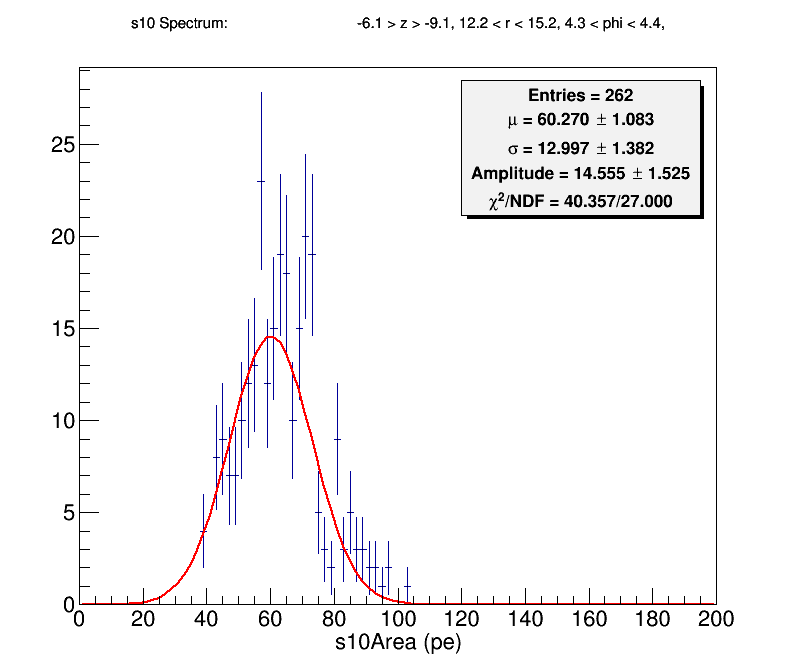 s10 Spectrum: -6.1 > z > -9.1, 12.2 < r < 15.2, 4.3 < phi < 4.4,
Entries = 262
μ = 60.270 ± 1.083
σ = 12.997 ± 1.382
Amplitude = 14.555 ± 1.525
χ²/NDF = 40.357/27.000
25
20
15
10
5
0
0 20 40 60 80 100 120 140 160 180 200
s10Area (pe)